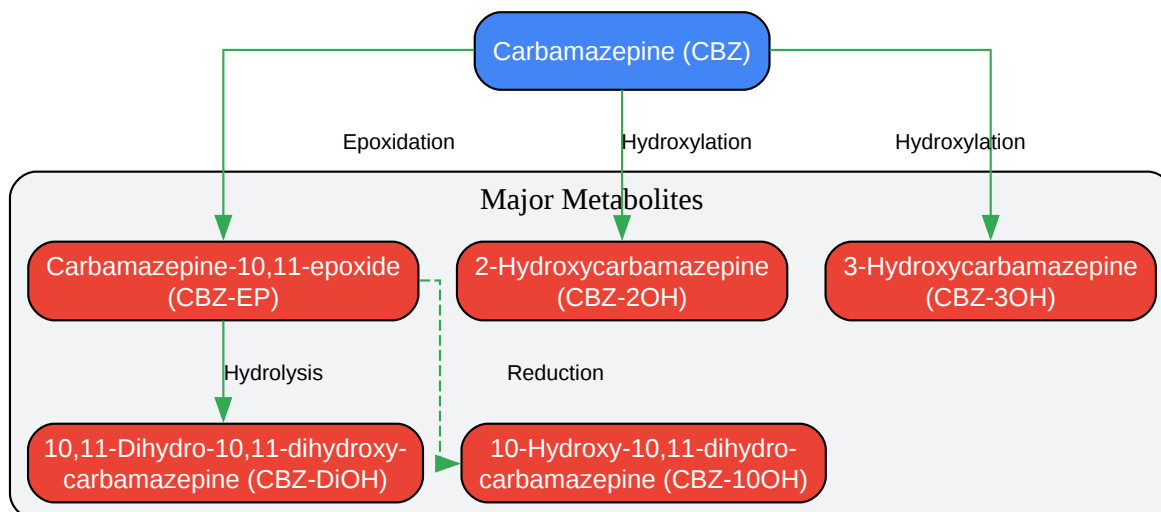 Carbamazepine (CBZ)
Epoxidation
Hydroxylation
Hydroxylation
Major Metabolites
Carbamazepine-10,11-epoxide
(CBZ-EP)
2-Hydroxycarbamazepine
(CBZ-2OH)
3-Hydroxycarbamazepine
(CBZ-3OH)
Hydrolysis
Reduction
10,11-Dihydro-10,11-dihydroxy-
carbamazepine (CBZ-DiOH)
10-Hydroxy-10,11-dihydro-
carbamazepine (CBZ-10OH)